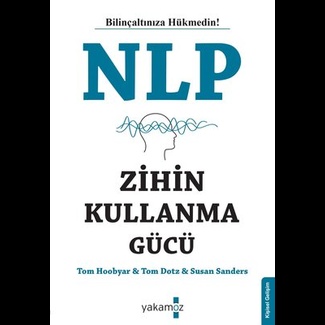 Bilinçaltınıza Hükmedin!
NLP
ZİHİN
KULLANMA
GÜCÜ
Tom Hoobyar & Tom Dotz & Susan Sanders
yakamoz
Kişisel Gelişim